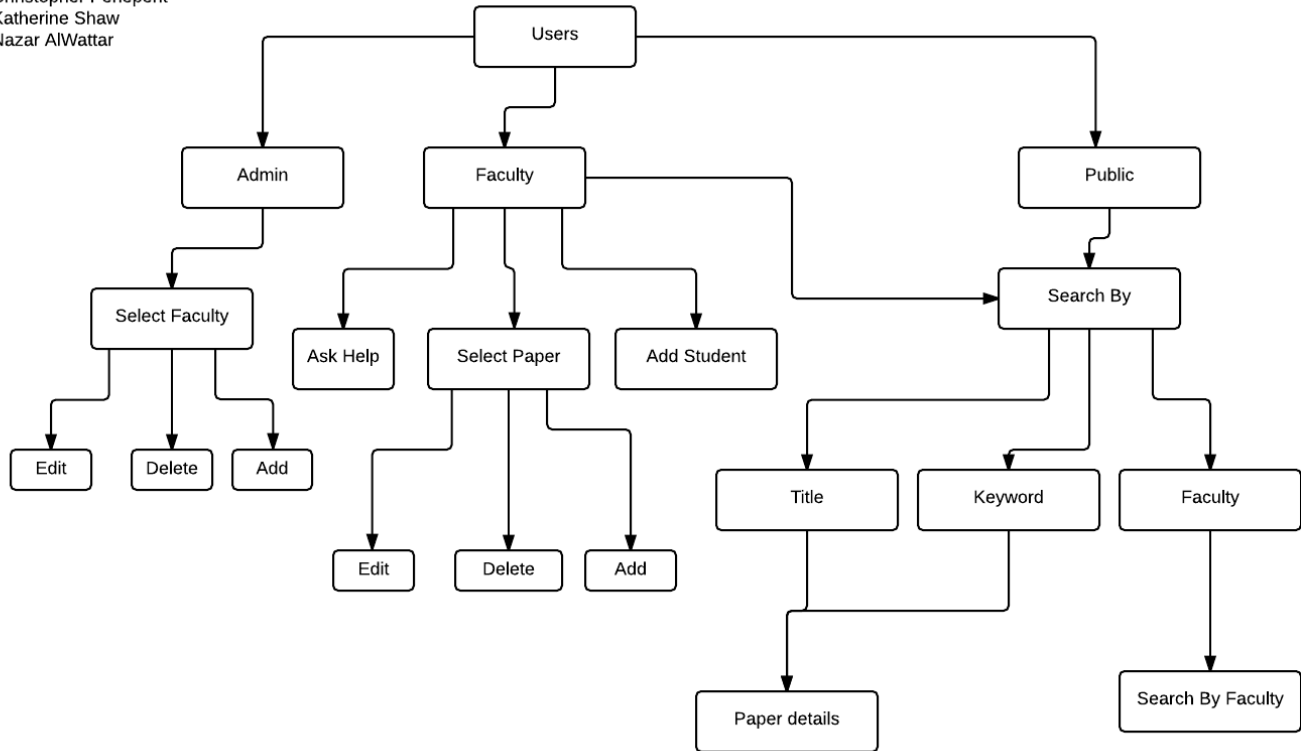 Katherine Shaw
Nazar AlWattar
Users
Admin
Faculty
Public
Select Faculty
Search By
Ask Help
Select Paper
Add Student
Edit
Delete
Add
Title
Keyword
Faculty
Edit
Delete
Add
Paper details
Search By Faculty